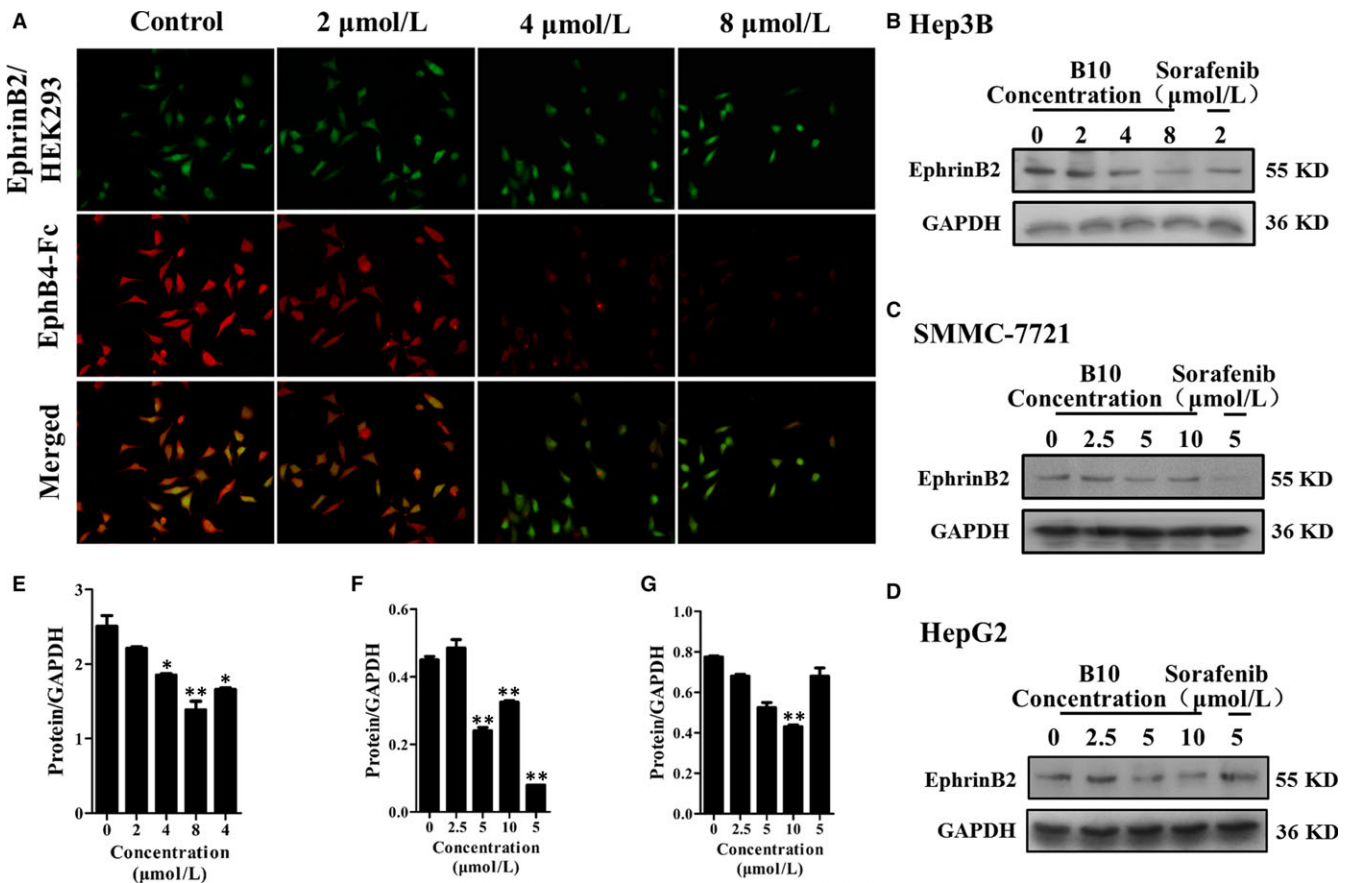 A
Control
2 μmol/L
4 μmol/L
8 μmol/L
EphrinB2/
HEK293
EphB4-Fc
Merged
B Hep3B
B10 Sorafenib
Concentration （μmol/L）
0 2 4 8 2
EphrinB2 55 KD
GAPDH 36 KD
C
SMMC-7721
B10 Sorafenib
Concentration （μmol/L）
0 2.5 5 10 5
EphrinB2 55 KD
GAPDH 36 KD
D
HepG2
B10 Sorafenib
Concentration （μmol/L）
0 2.5 5 10 5
EphrinB2 55 KD
GAPDH 36 KD
E
Protein/GAPDH
3
2
1
0
* ** *
0 2 4 8 4
Concentration
(μmol/L)
F
Protein/GAPDH
0.6
0.4
0.2
0.0
** ** **
0 2.5 5 10 5
Concentration
(μmol/L)
G
Protein/GAPDH
1.0
0.8
0.6
0.4
0.2
0.0
**
0 2.5 5 10 5
Concentration
(μmol/L)